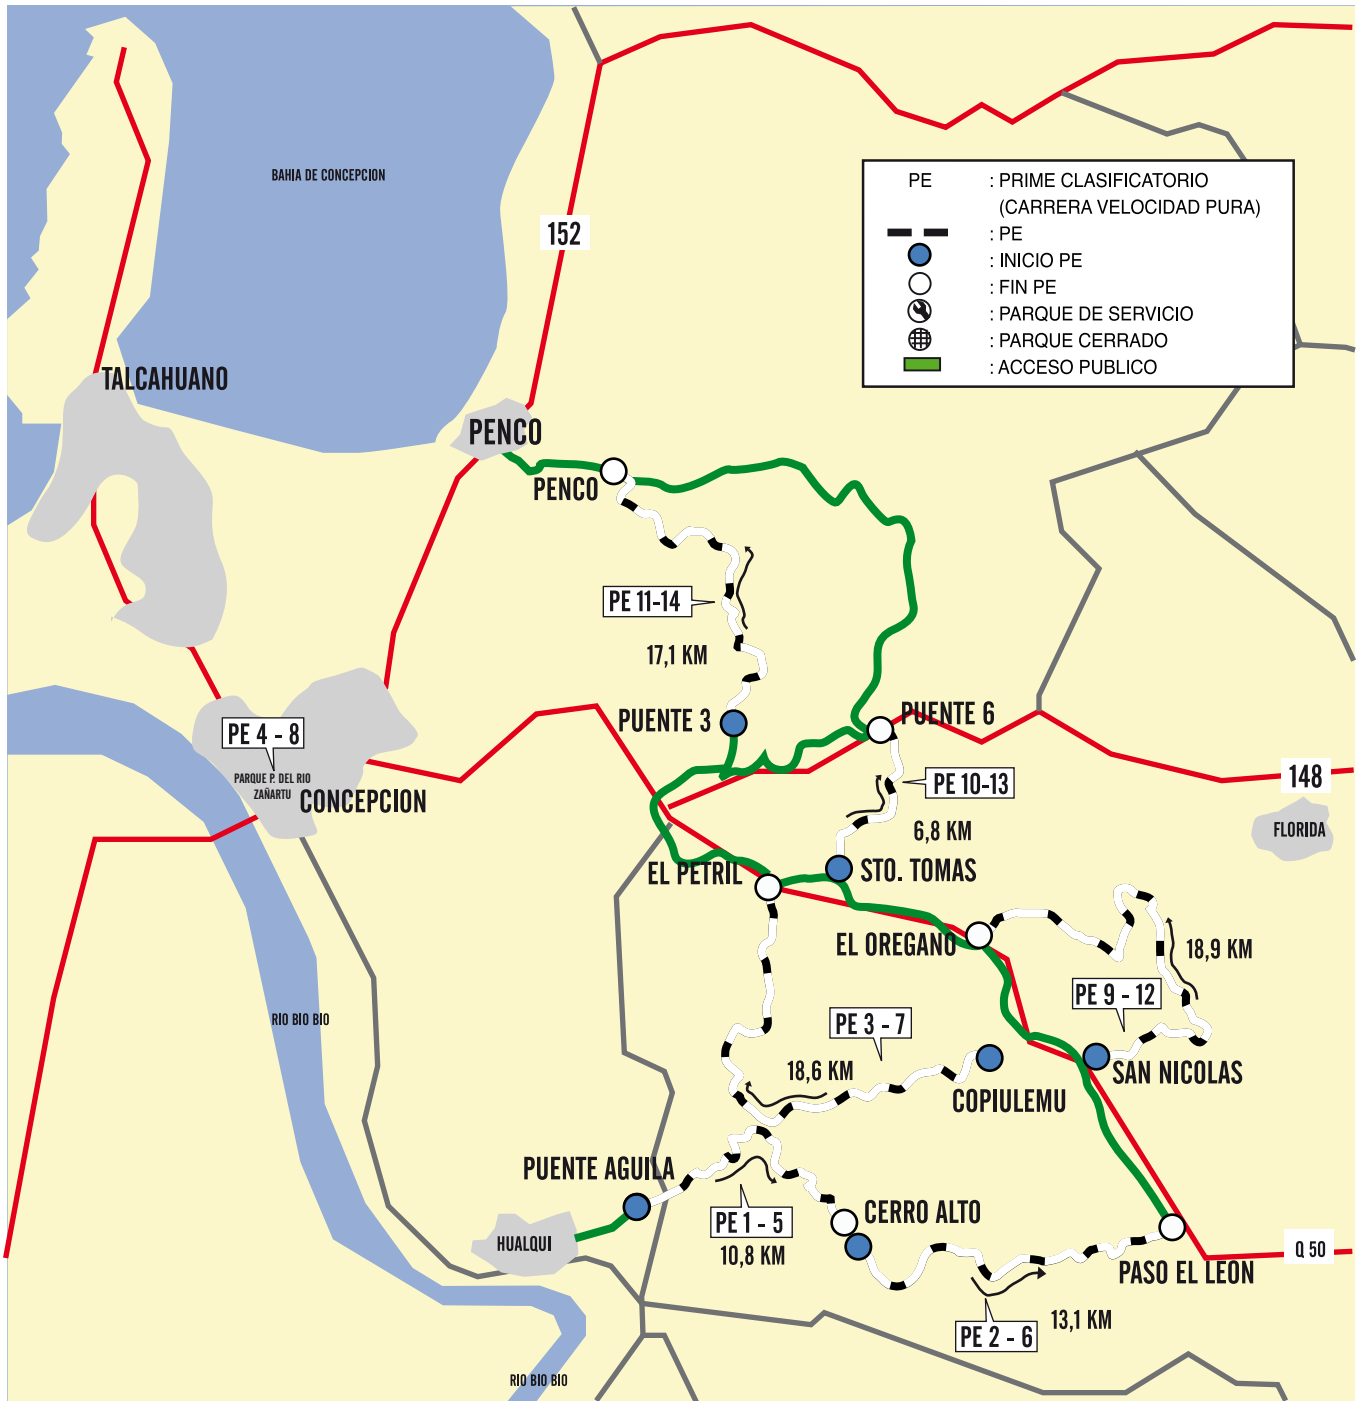 BAHIA DE CONCEPCION
152
PE : PRIME CLASIFICATORIO
(CARRERA VELOCIDAD PURA)
: PE
: INICIO PE
: FIN PE
: PARQUE DE SERVICIO
: PARQUE CERRADO
: ACCESO PUBLICO
TALCAHUANO
PENCO
PENCO
PE 11-14
17,1 KM
PUENTE 3
PUENTE 6
PE 4 - 8
PARQUE P. DEL RIO
ZAÑARTU
CONCEPCION
148
PE 10-13
6,8 KM
FLORIDA
EL PETRIL
STO. TOMAS
EL OREGANO
18,9 KM
PE 9 - 12
RIO BIO BIO
PE 3 - 7
18,6 KM
COPIULEMU
SAN NICOLAS
PUENTE AGUILA
PE 1 - 5
10,8 KM
CERRO ALTO
HUALQUI
Q 50
PASO EL LEON
PE 2 - 6
13,1 KM
RIO BIO BIO